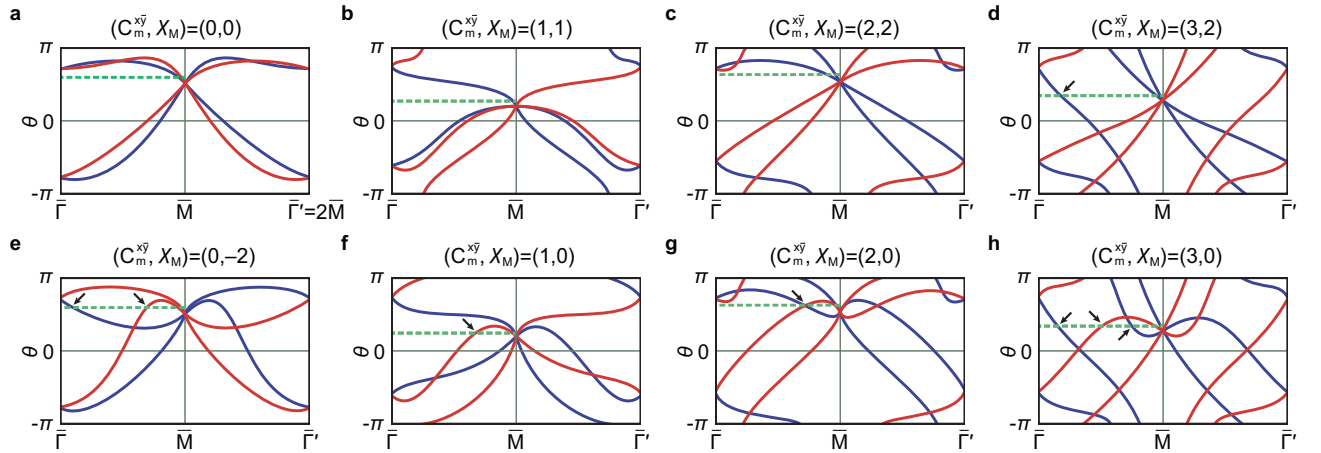 a b c d
(C_m^{xȳ}, X_M)=(0,0) (C_m^{xȳ}, X_M)=(1,1) (C_m^{xȳ}, X_M)=(2,2) (C_m^{xȳ}, X_M)=(3,2)
π π π π
θ 0 θ 0 θ 0 θ 0
-π -π -π -π
Γ̄ M̄ Γ̄′=2M̄ Γ̄ M̄ Γ̄′ Γ̄ M̄ Γ̄′ Γ̄ M̄ Γ̄′
e f g h
(C_m^{xȳ}, X_M)=(0,−2) (C_m^{xȳ}, X_M)=(1,0) (C_m^{xȳ}, X_M)=(2,0) (C_m^{xȳ}, X_M)=(3,0)
π π π π
θ 0 θ 0 θ 0 θ 0
-π -π -π -π
Γ̄ M̄ Γ̄′ Γ̄ M̄ Γ̄′ Γ̄ M̄ Γ̄′ Γ̄ M̄ Γ̄′